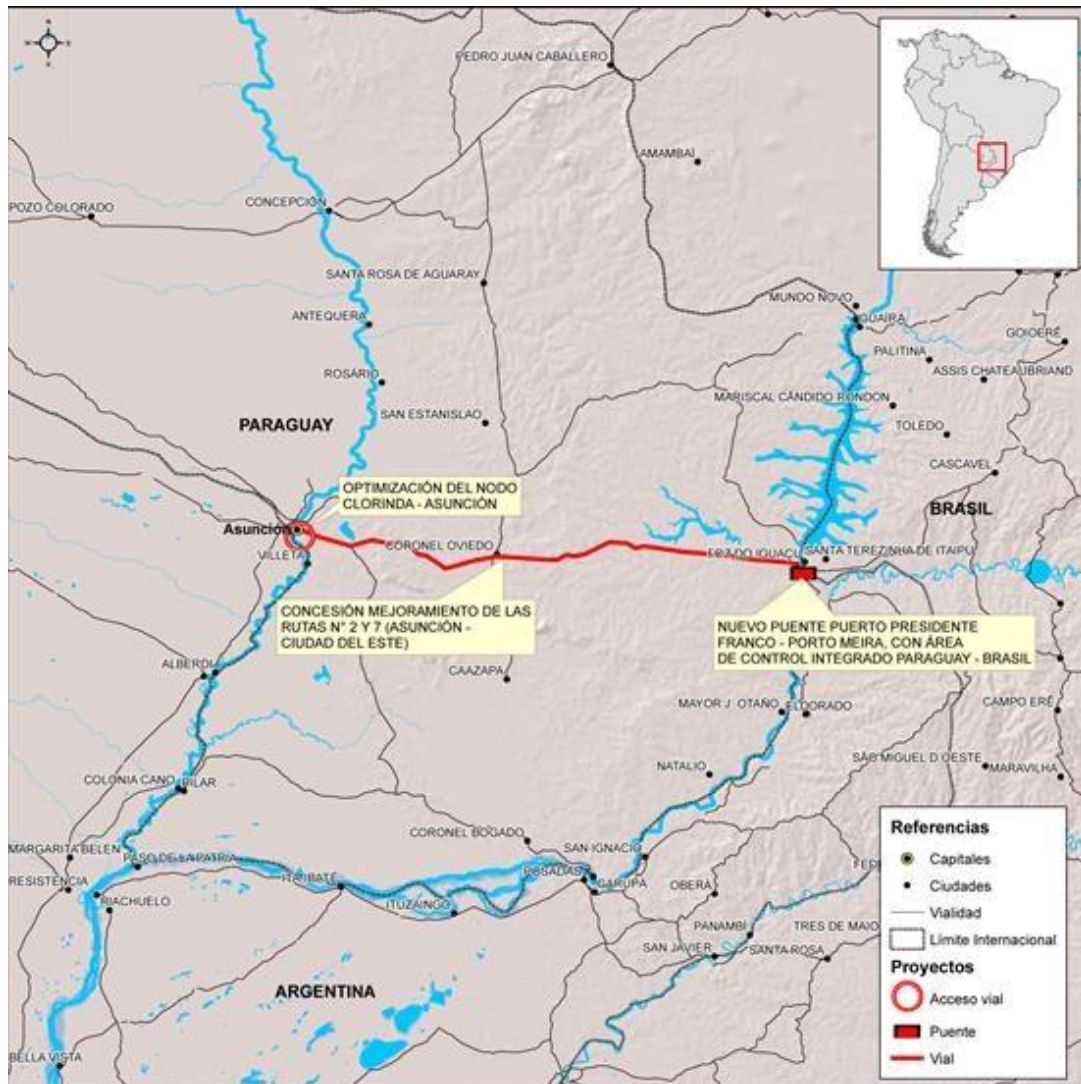 PEDRO JUAN CABALLERO
AMAMBAÍ
POZO COLORADO
CONCEPCIÓN
SANTA ROSA DE AGUARAY
MUNDO NOVO
ANTEQUERA
GUAÍRA
GOIOERÉ
PALITINA
ASSIS CHATEAUBRIAND
ROSÁRIO
MARISCAL CÂNDIDO RONDON
SAN ESTANISLAO
PARAGUAY
TOLEDO
CASCAVEL
OPTIMIZACIÓN DEL NODO
CLORINDA - ASUNCIÓN
BRASIL
Asunción
VILLETA
CORONEL OVIEDO
FOZ DO IGUAÇU
SANTA TEREZINHA DE ITAIPU
CONCESIÓN MEJORAMIENTO DE LAS
RUTAS N° 2 Y 7 (ASUNCIÓN -
CIUDAD DEL ESTE)
NUEVO PUENTE PUERTO PRESIDENTE
FRANCO - PORTO MEIRA, CON ÁREA
DE CONTROL INTEGRADO PARAGUAY - BRASIL
ALBERDI
CAAZAPA
MAYOR J. OTAÑO
ELDORADO
CAMPO ERÊ
COLONIA CANO
PILAR
NATALIO
SÃO MIGUEL D OESTE
MARAVILHA
MARGARITA BELEN
PASO DE LA PATRIA
CORONEL BOGADO
SAN IGNACIO
RESISTENCIA
RIACHUELO
ITA IBATE
ITUZAINGO
POSADAS
GARUPA
OBERA
PANAMBÍ
TRES DE MAIO
SAN JAVIER
SANTA ROSA
ARGENTINA
BELLA VISTA
Referencias
Capitales
Ciudades
Vialidad
Límite Internacional
Proyectos
Acceso vial
Puente
Vial